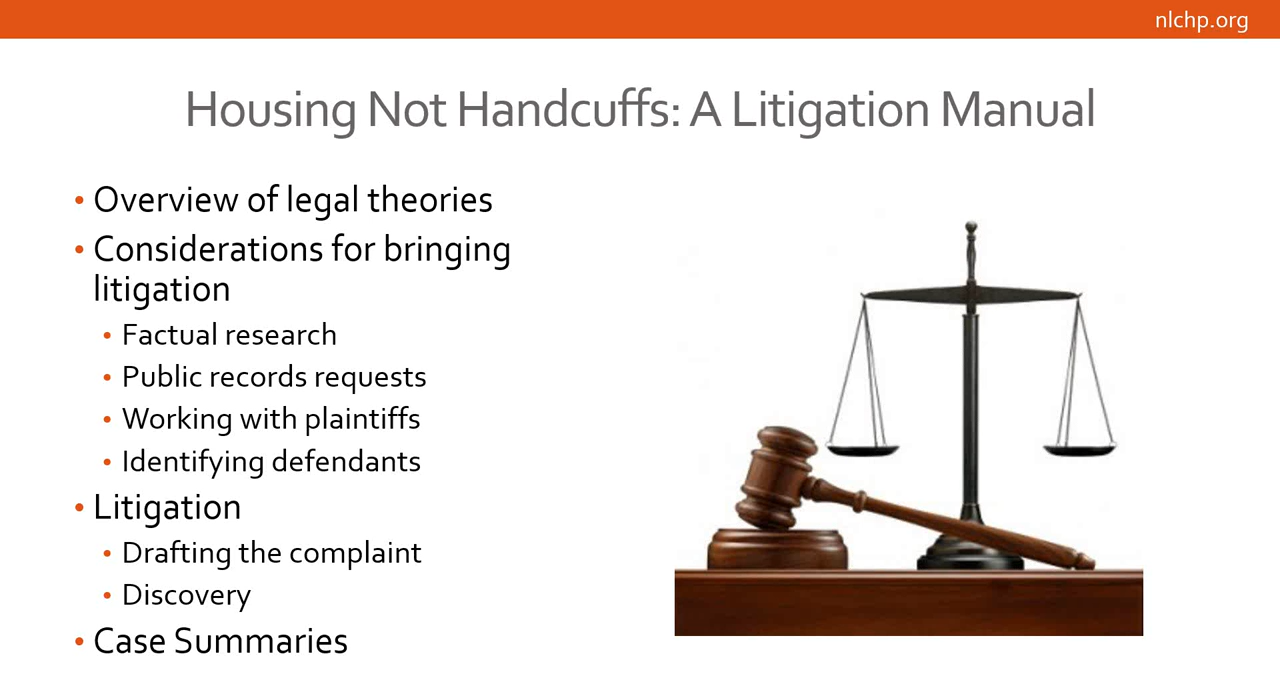 nlchp.org
Housing Not Handcuffs: A Litigation Manual
• Overview of legal theories
• Considerations for bringing
litigation
• Factual research
• Public records requests
• Working with plaintiffs
• Identifying defendants
• Litigation
• Drafting the complaint
• Discovery
• Case Summaries